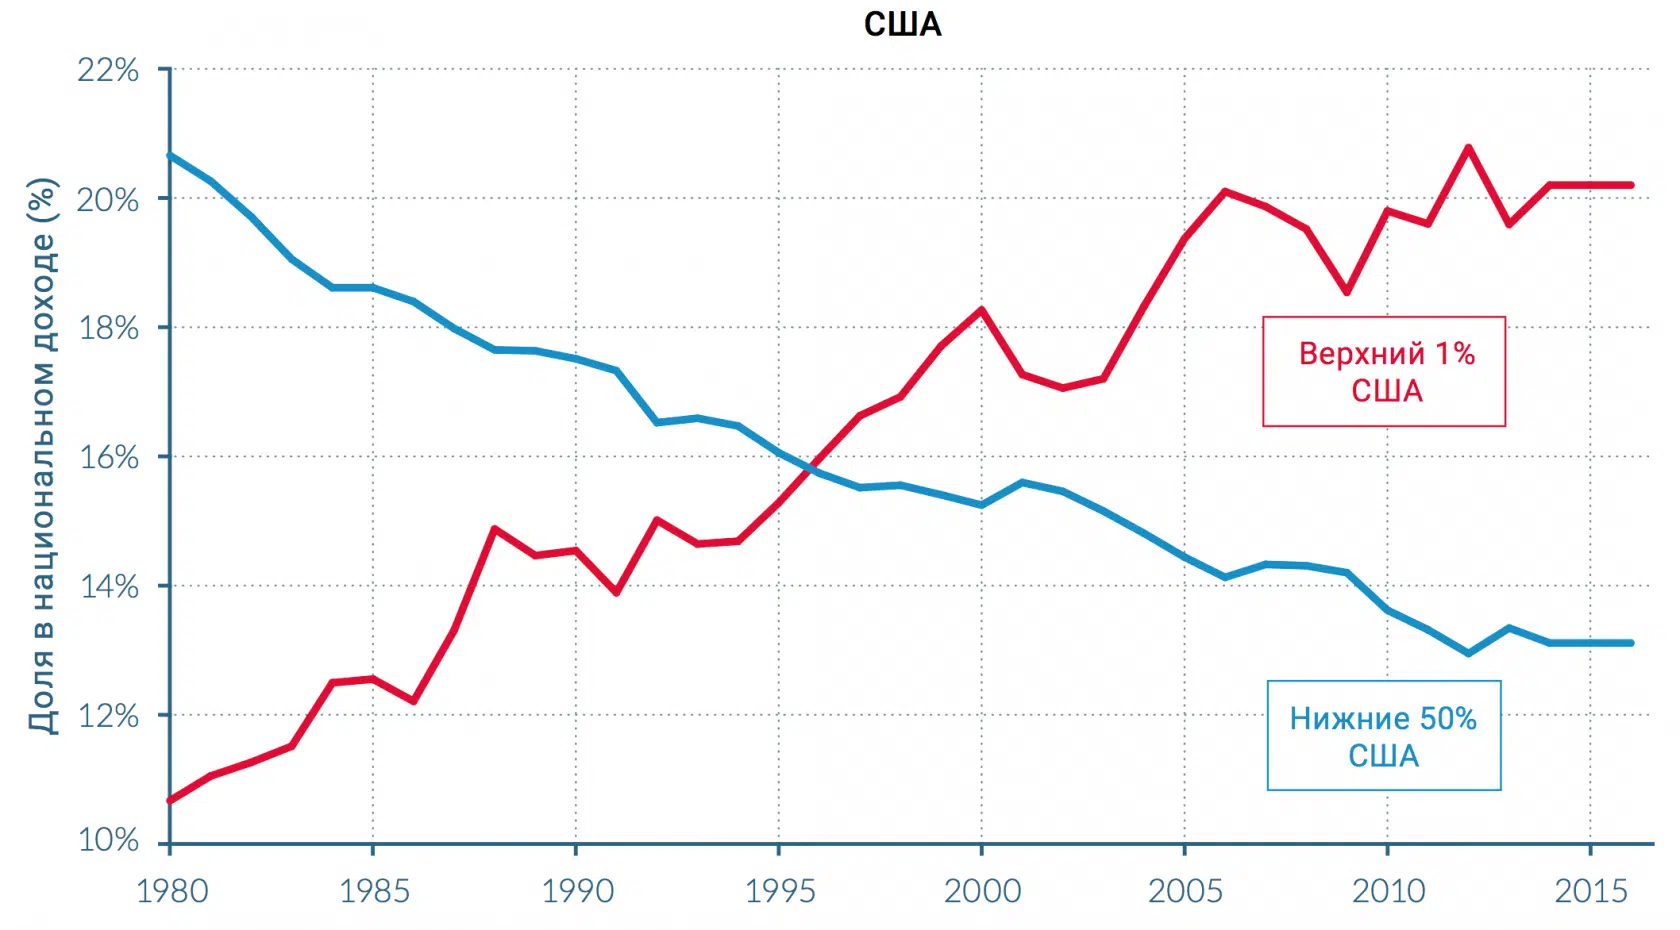 США
Доля в национальном доходе (%)
22%
20%
18%
16%
14%
12%
10%
Верхний 1%
США
Нижние 50%
США
1980 1985 1990 1995 2000 2005 2010 2015